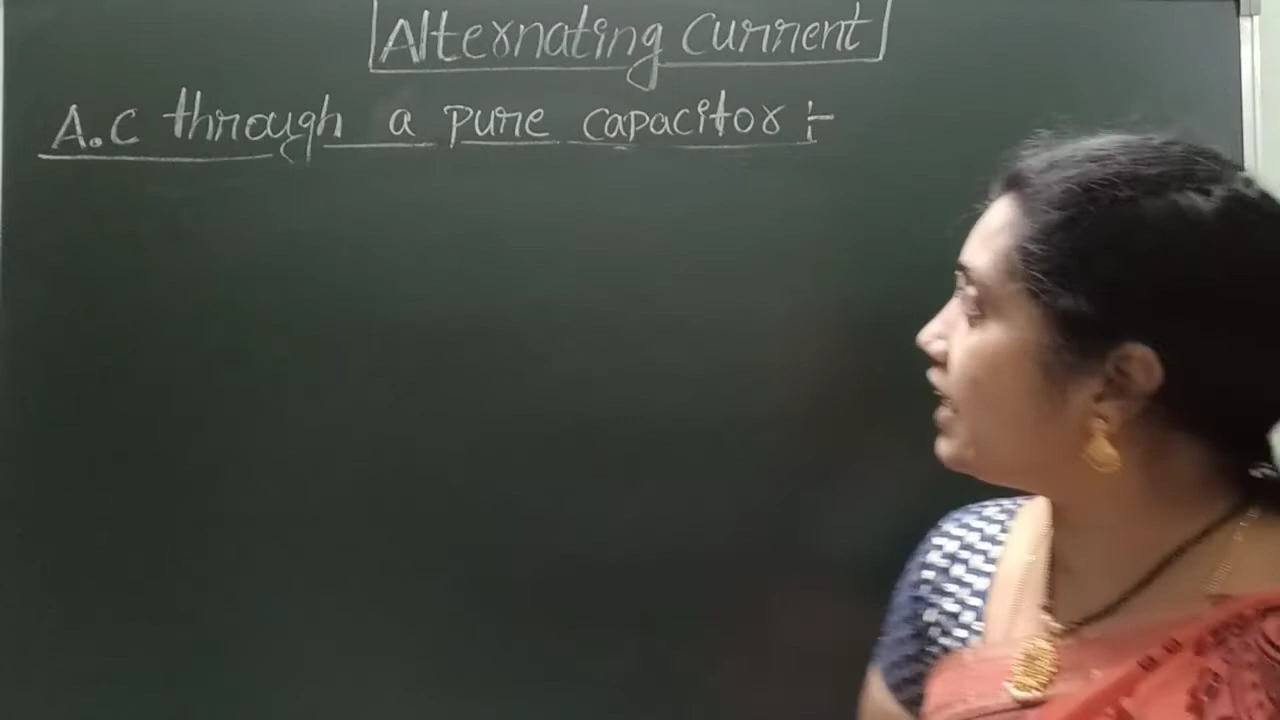 Alternating Current
A.C through a pure capacitor :-